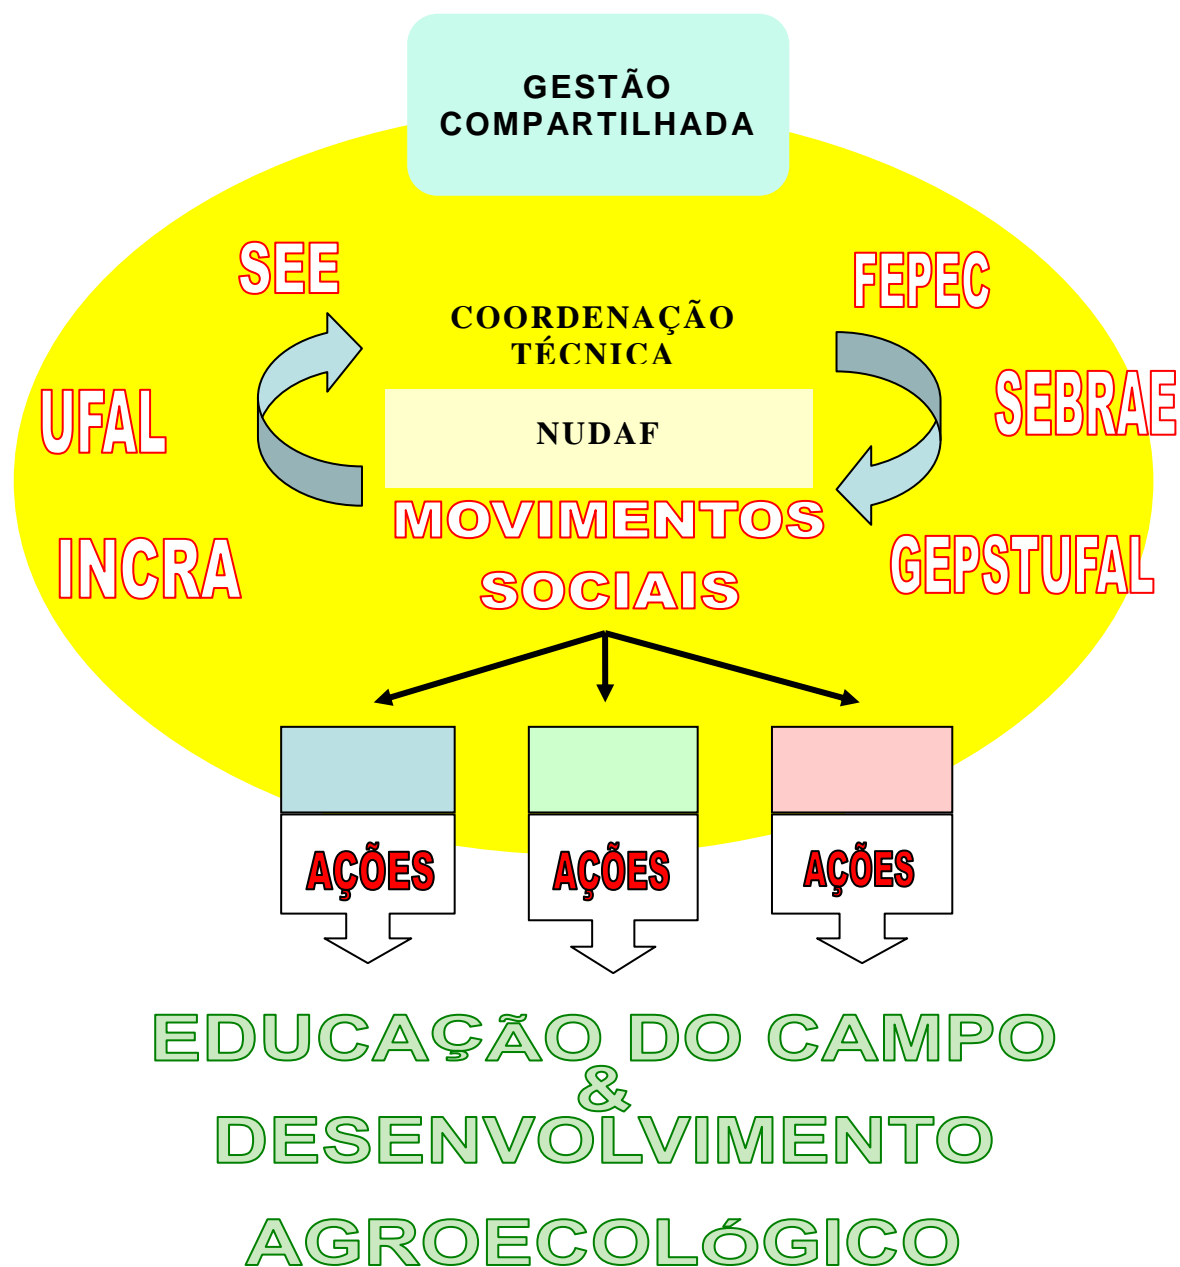 GESTÃO
COMPARTILHADA
SEE
FEPEC
COORDENAÇÃO
TÉCNICA
UFAL
SEBRAE
NUDAF
MOVIMENTOS
SOCIAIS
INCRA
GEPSTUFAL
AÇÕES
AÇÕES
AÇÕES
EDUCAÇÃO DO CAMPO
&
DESENVOLVIMENTO
AGROECOLÓGICO